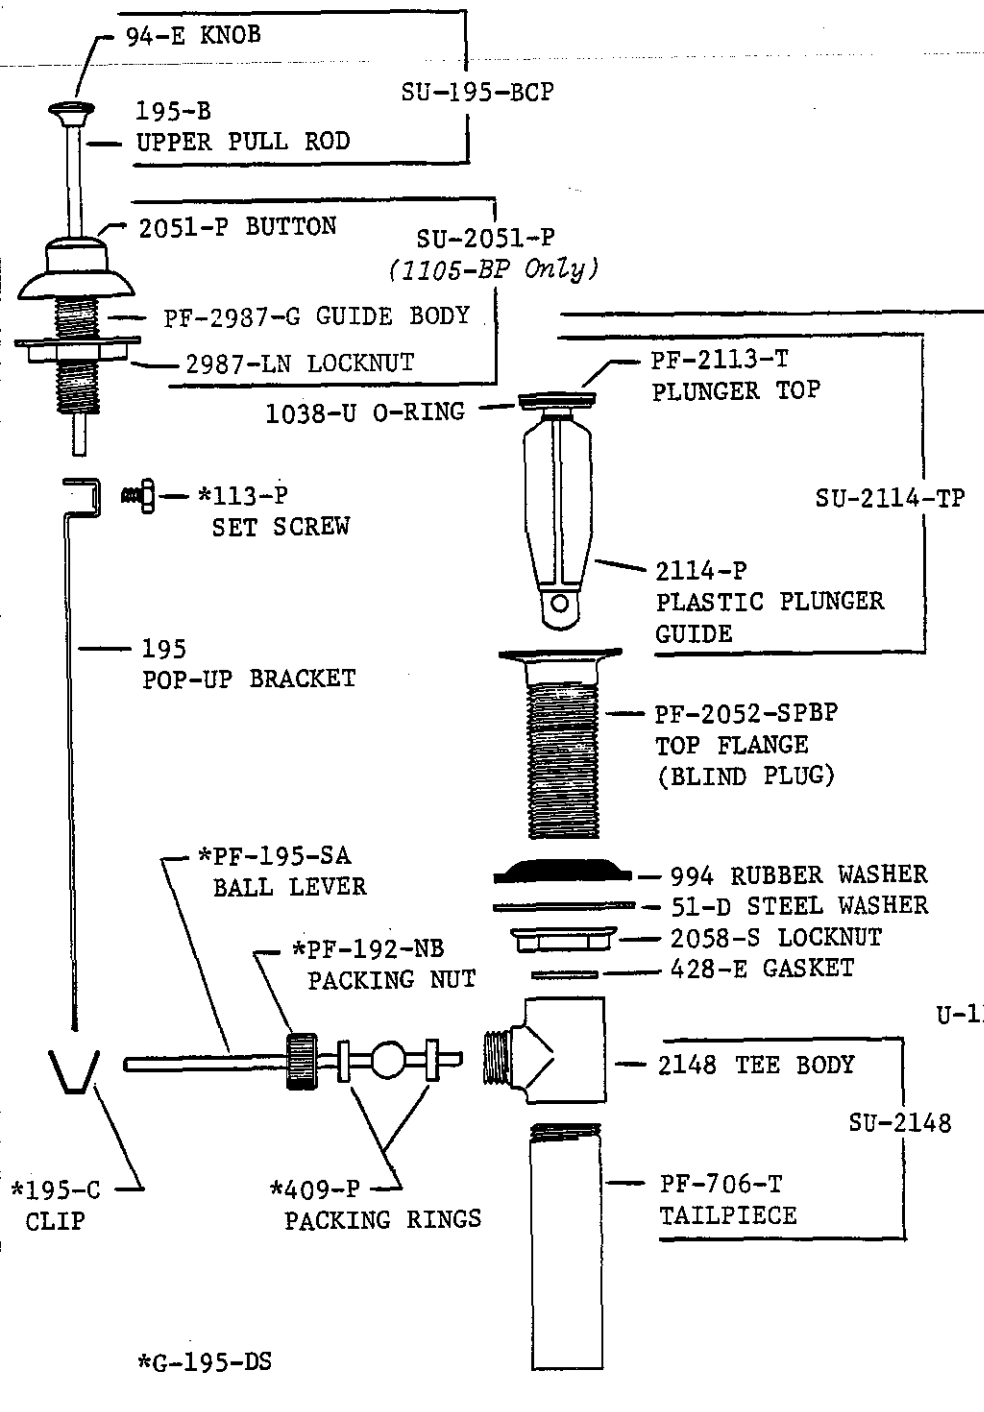 94-E KNOB
SU-195-BCP
195-B
UPPER PULL ROD
2051-P BUTTON
SU-2051-P
(1105-BP Only)
PF-2987-G GUIDE BODY
2987-LN LOCKNUT
PF-2113-T
PLUNGER TOP
1038-U O-RING
*113-P
SET SCREW
SU-2114-TP
2114-P
PLASTIC PLUNGER
GUIDE
195
POP-UP BRACKET
PF-2052-SPBP
TOP FLANGE
(BLIND PLUG)
*PF-195-SA
BALL LEVER
994 RUBBER WASHER
51-D STEEL WASHER
2058-S LOCKNUT
428-E GASKET
*PF-192-NB
PACKING NUT
2148 TEE BODY
SU-2148
*195-C
CLIP
*409-P
PACKING RINGS
PF-706-T
TAILPIECE
*G-195-DS